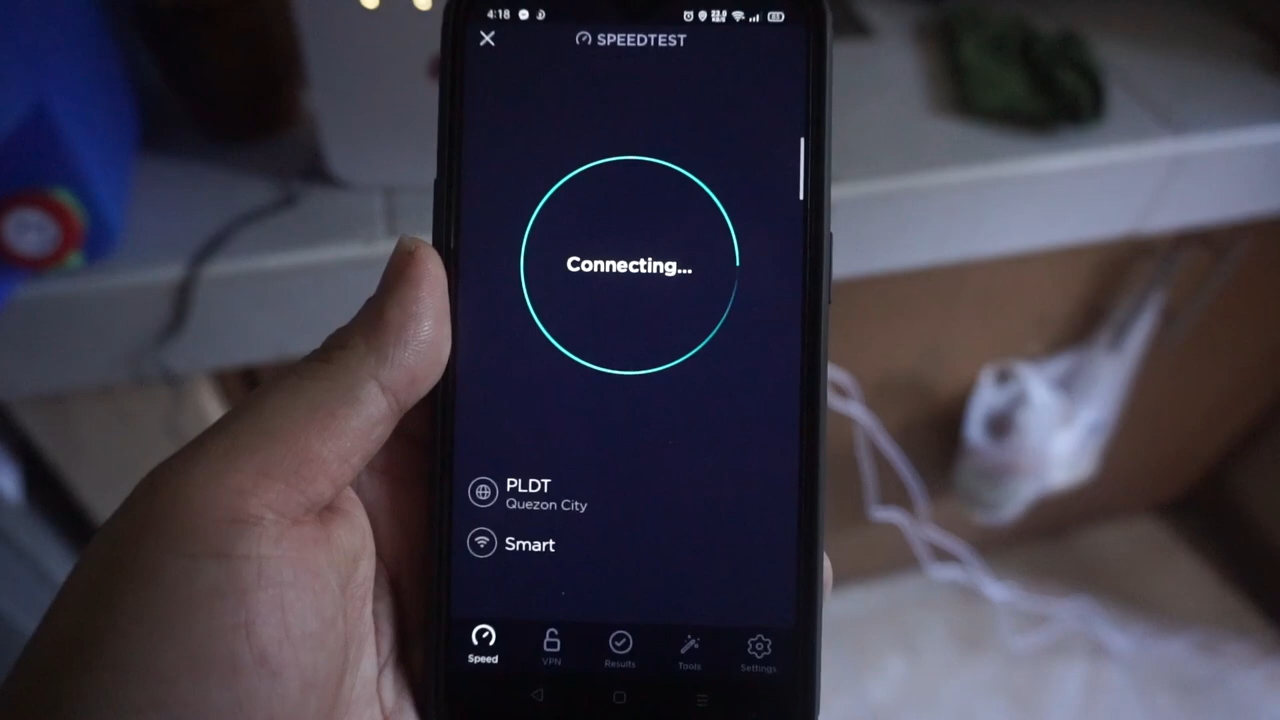 4:18
SPEEDTEST
Connecting...
PLDT
Quezon City
Smart
Speed
VPN
Results
Tools
Settings